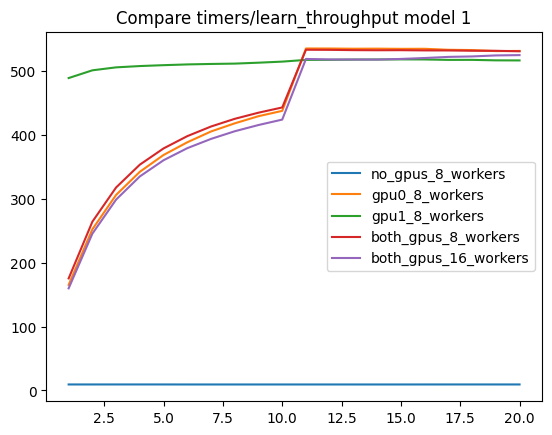 Compare timers/learn_throughput model 1
500
400
300
200
100
0
no_gpus_8_workers
gpu0_8_workers
gpu1_8_workers
both_gpus_8_workers
both_gpus_16_workers
2.5 5.0 7.5 10.0 12.5 15.0 17.5 20.0